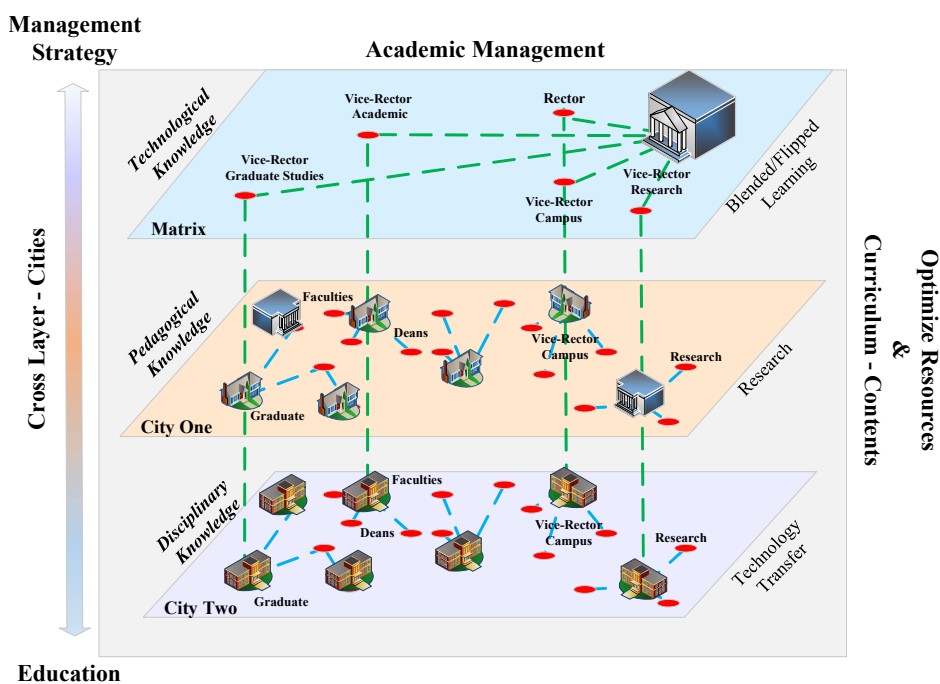 Management
Strategy
Academic Management
Technological
Knowledge
Vice-Rector
Academic
Rector
Vice-Rector
Graduate Studies
Vice-Rector
Research
Vice-Rector
Campus
Matrix
Blended/Flipped
Learning
Cross Layer - Cities
Pedagogical
Knowledge
Faculties
Deans
Vice-Rector
Campus
Research
Graduate
City One
Research
Curriculum - Contents
&
Optimize Resources
Disciplinary
Knowledge
Faculties
Deans
Vice-Rector
Campus
Research
Graduate
City Two
Technology
Transfer
Education